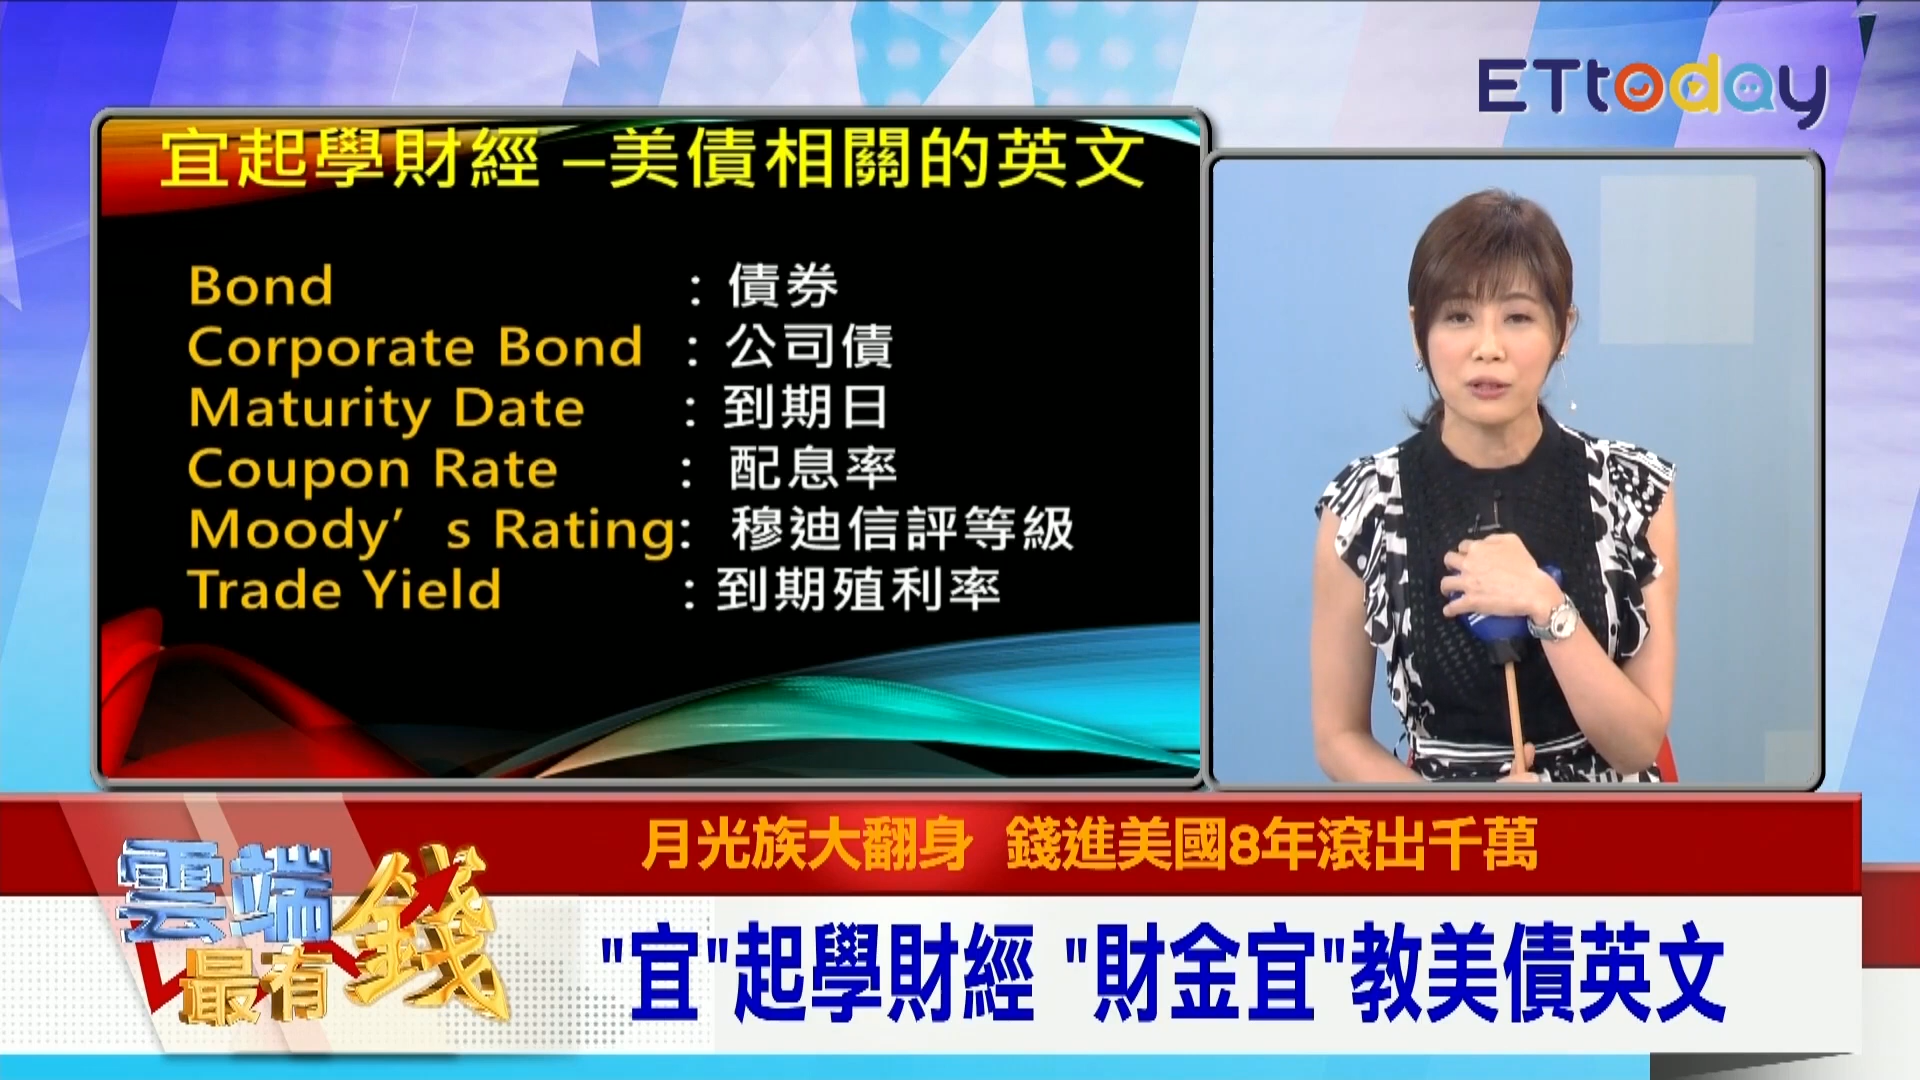 ETtoday
宜起學財經 –美債相關的英文
Bond : 債券
Corporate Bond : 公司債
Maturity Date : 到期日
Coupon Rate : 配息率
Moody’s Rating: 穆迪信評等級
Trade Yield : 到期殖利率
月光族大翻身 錢進美國8年滾出千萬
雲端
最有錢
"宜"起學財經 "財金宜"教美債英文